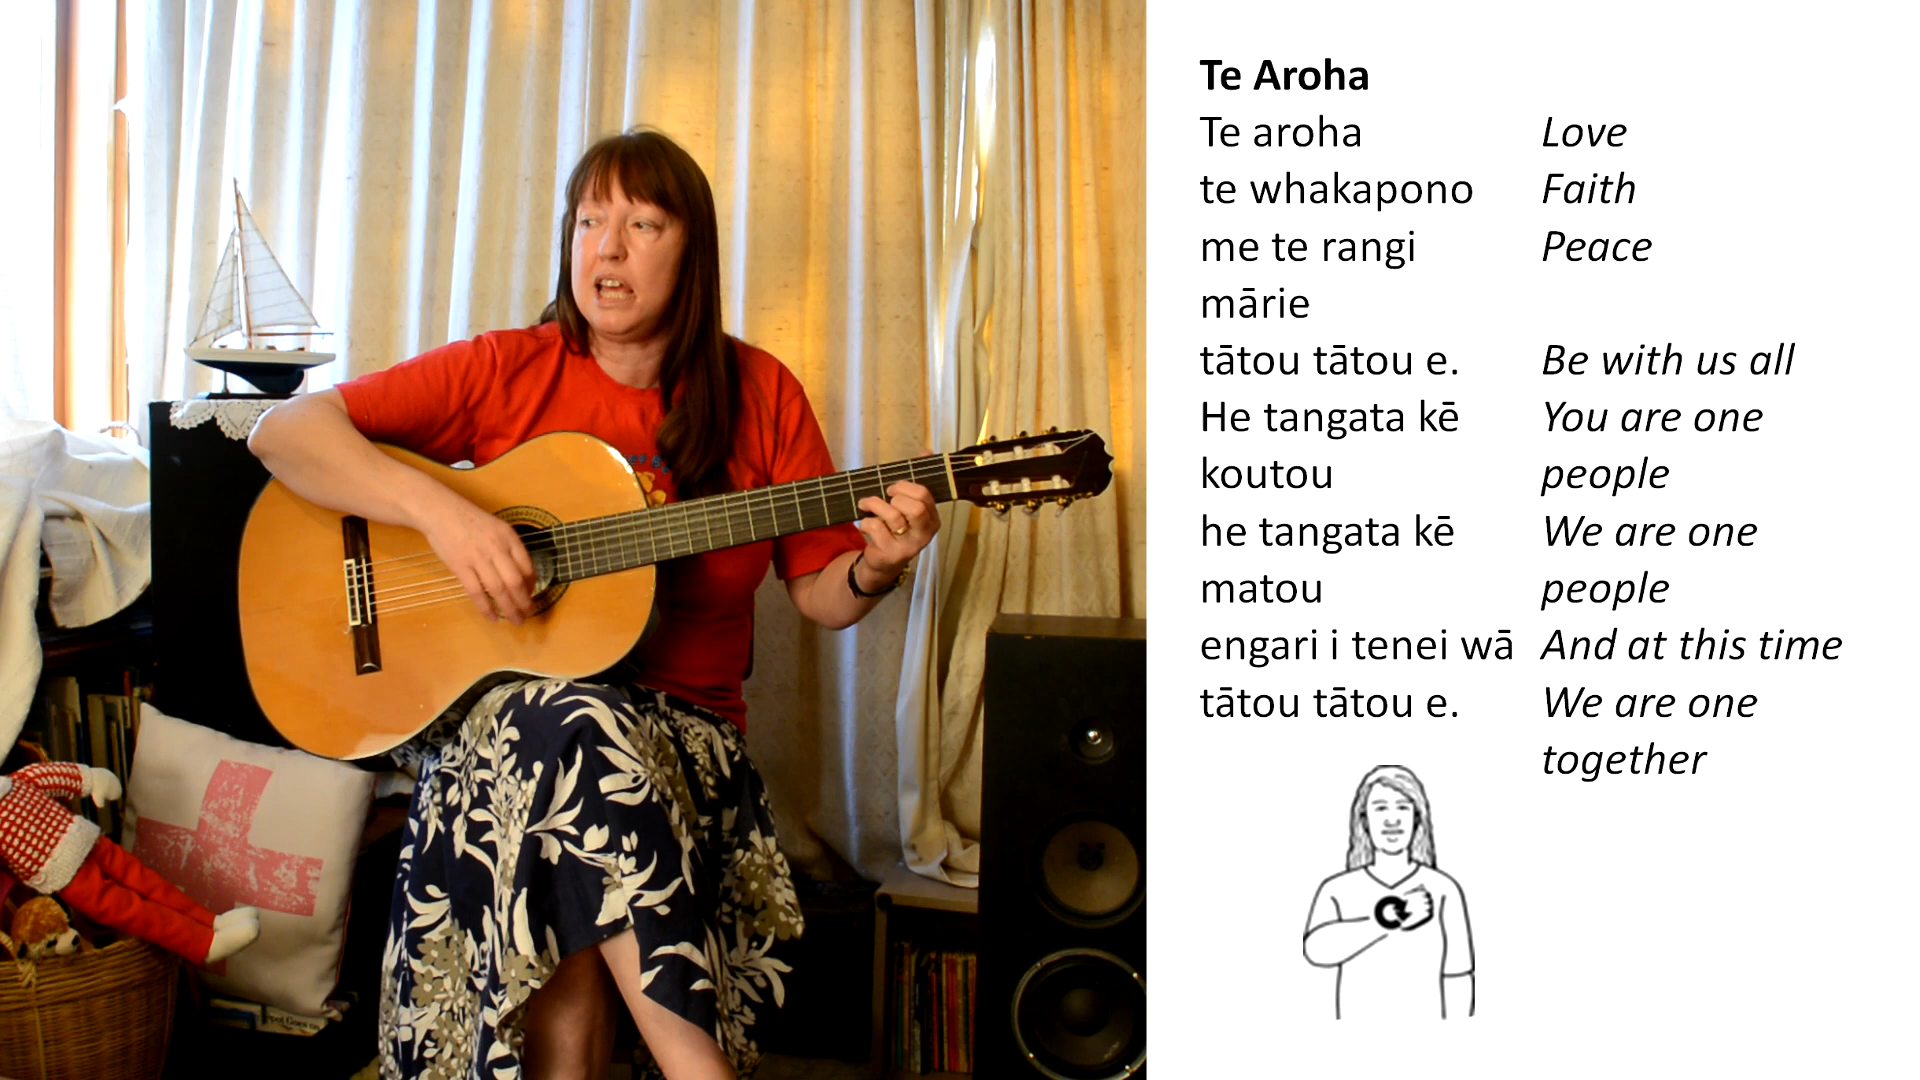 Te Aroha
Te aroha Love
te whakapono Faith
me te rangi Peace
mārie
tātou tātou e. Be with us all
He tangata kē You are one
koutou people
he tangata kē We are one
matou people
engari i tenei wā And at this time
tātou tātou e. We are one
together